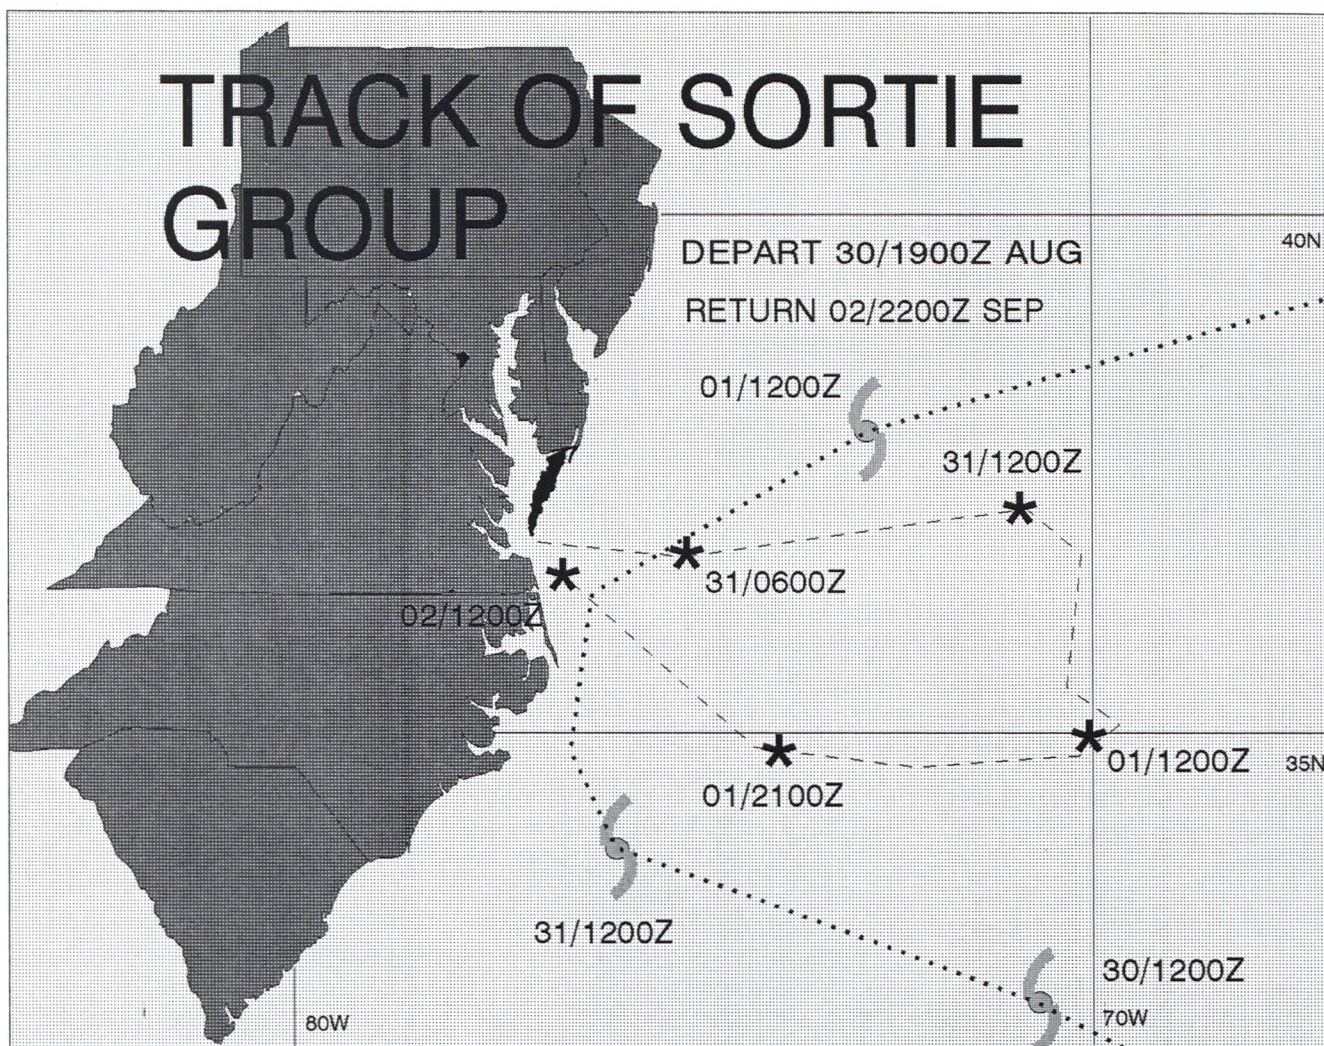 TRACK OF SORTIE
GROUP
40N
DEPART 30/1900Z AUG
RETURN 02/2200Z SEP
01/1200Z
31/1200Z
31/0600Z
02/1200Z
01/1200Z
35N
01/2100Z
31/1200Z
30/1200Z
80W
70W